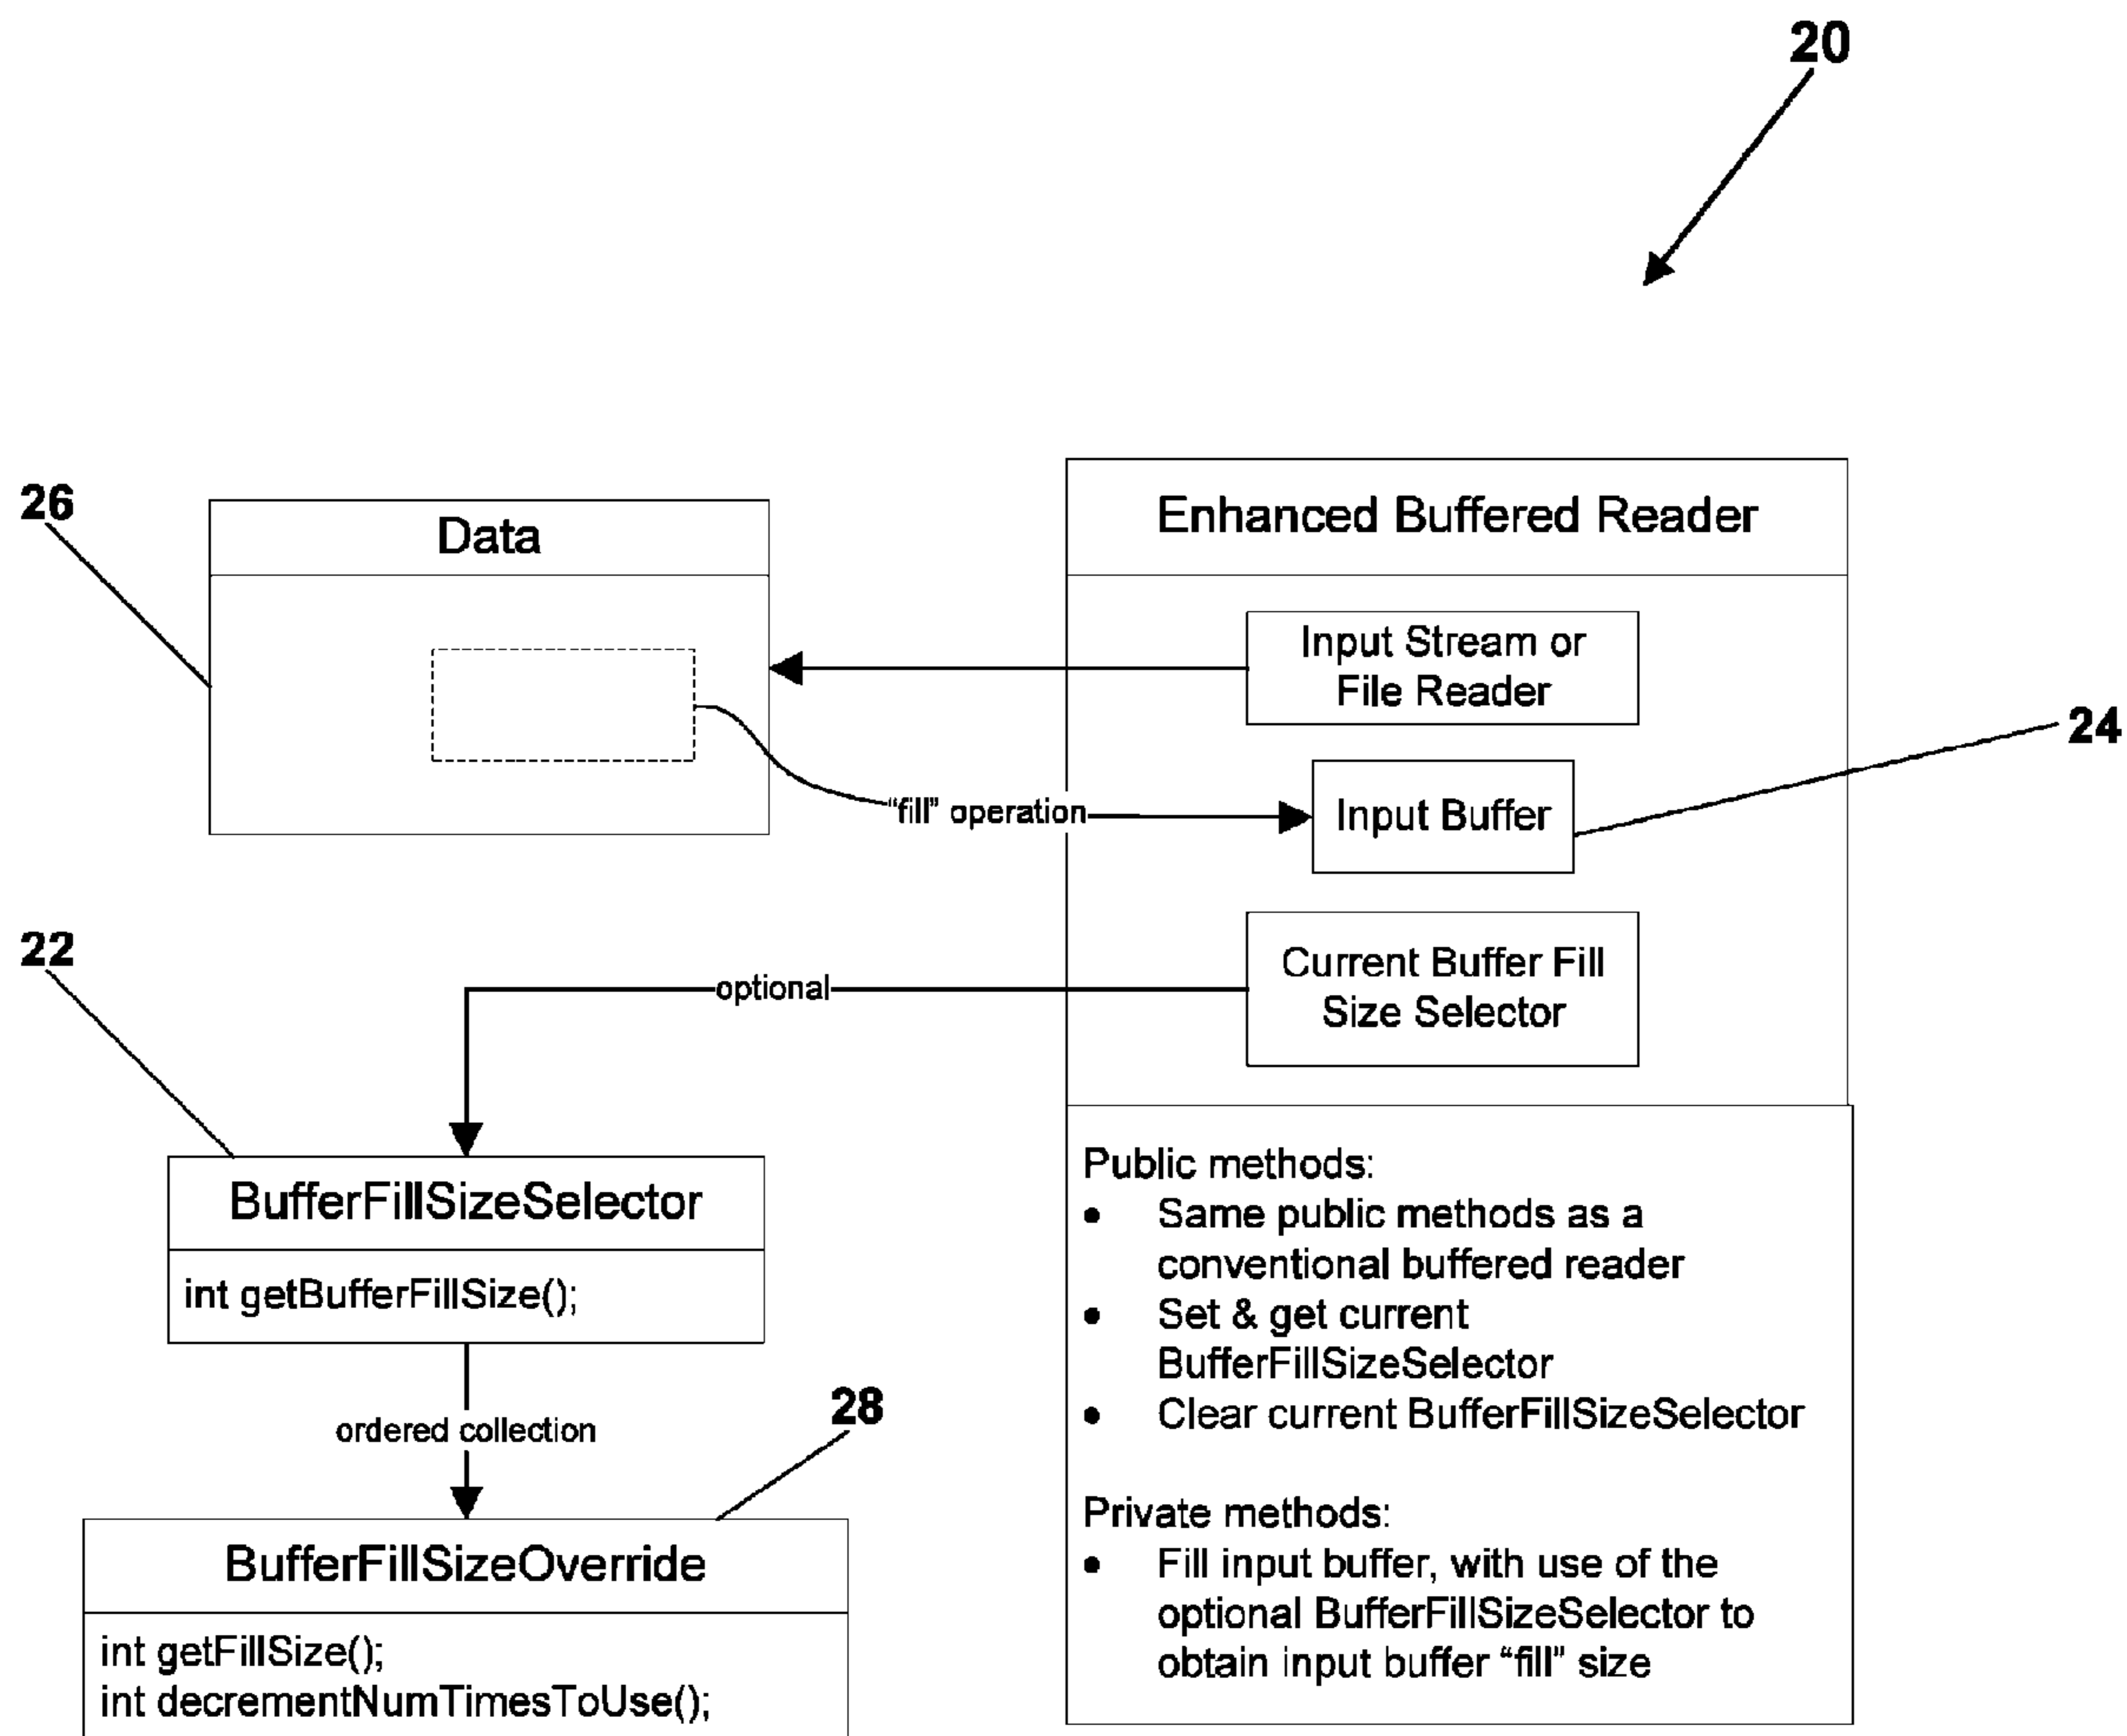 20
26
Data
Enhanced Buffered Reader
Input Stream or
File Reader
24
"fill" operation
Input Buffer
22
optional
Current Buffer Fill
Size Selector
BufferFillSizeSelector
int getBufferFillSize();
ordered collection
28
BufferFillSizeOverride
int getFillSize();
int decrementNumTimesToUse();
Public methods:
• Same public methods as a
conventional buffered reader
• Set & get current
BufferFillSizeSelector
• Clear current BufferFillSizeSelector
Private methods:
• Fill input buffer, with use of the
optional BufferFillSizeSelector to
obtain input buffer “fill” size